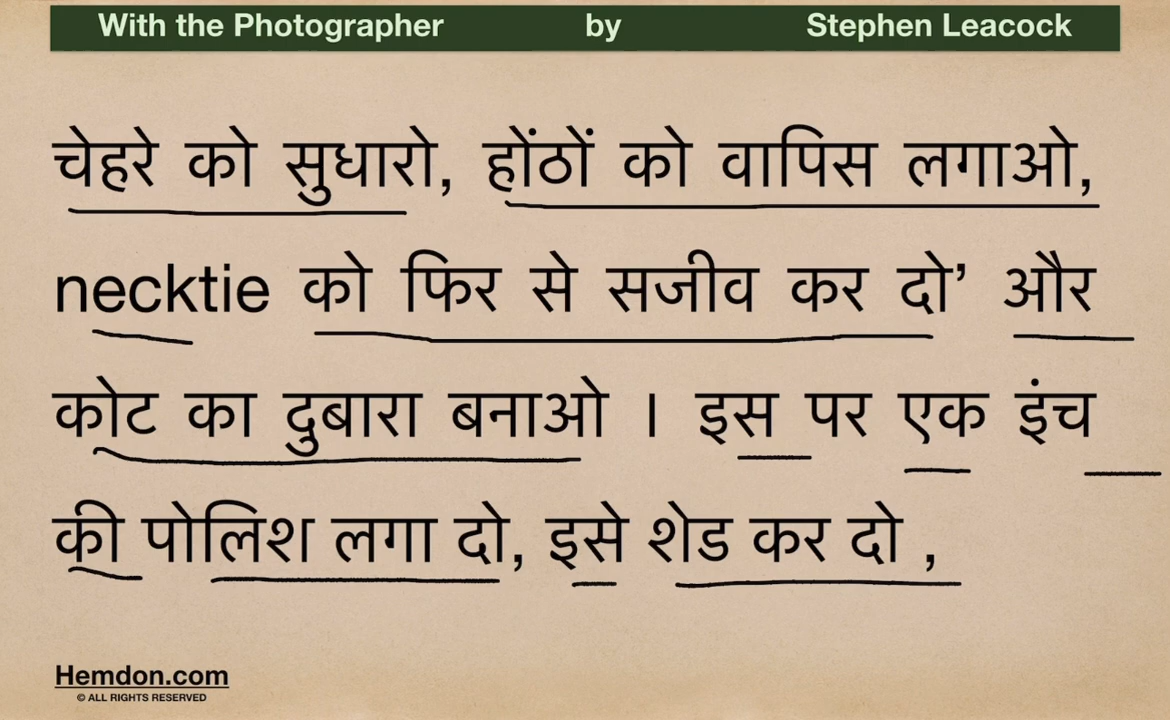 With the Photographer by Stephen Leacock
चेहरे को सुधारो, होंठों को वापिस लगाओ,
necktie को फिर से सजीव कर दो’ और
कोट का दुबारा बनाओ । इस पर एक इंच
की पोलिश लगा दो, इसे शेड कर दो ,
Hemdon.com
© ALL RIGHTS RESERVED